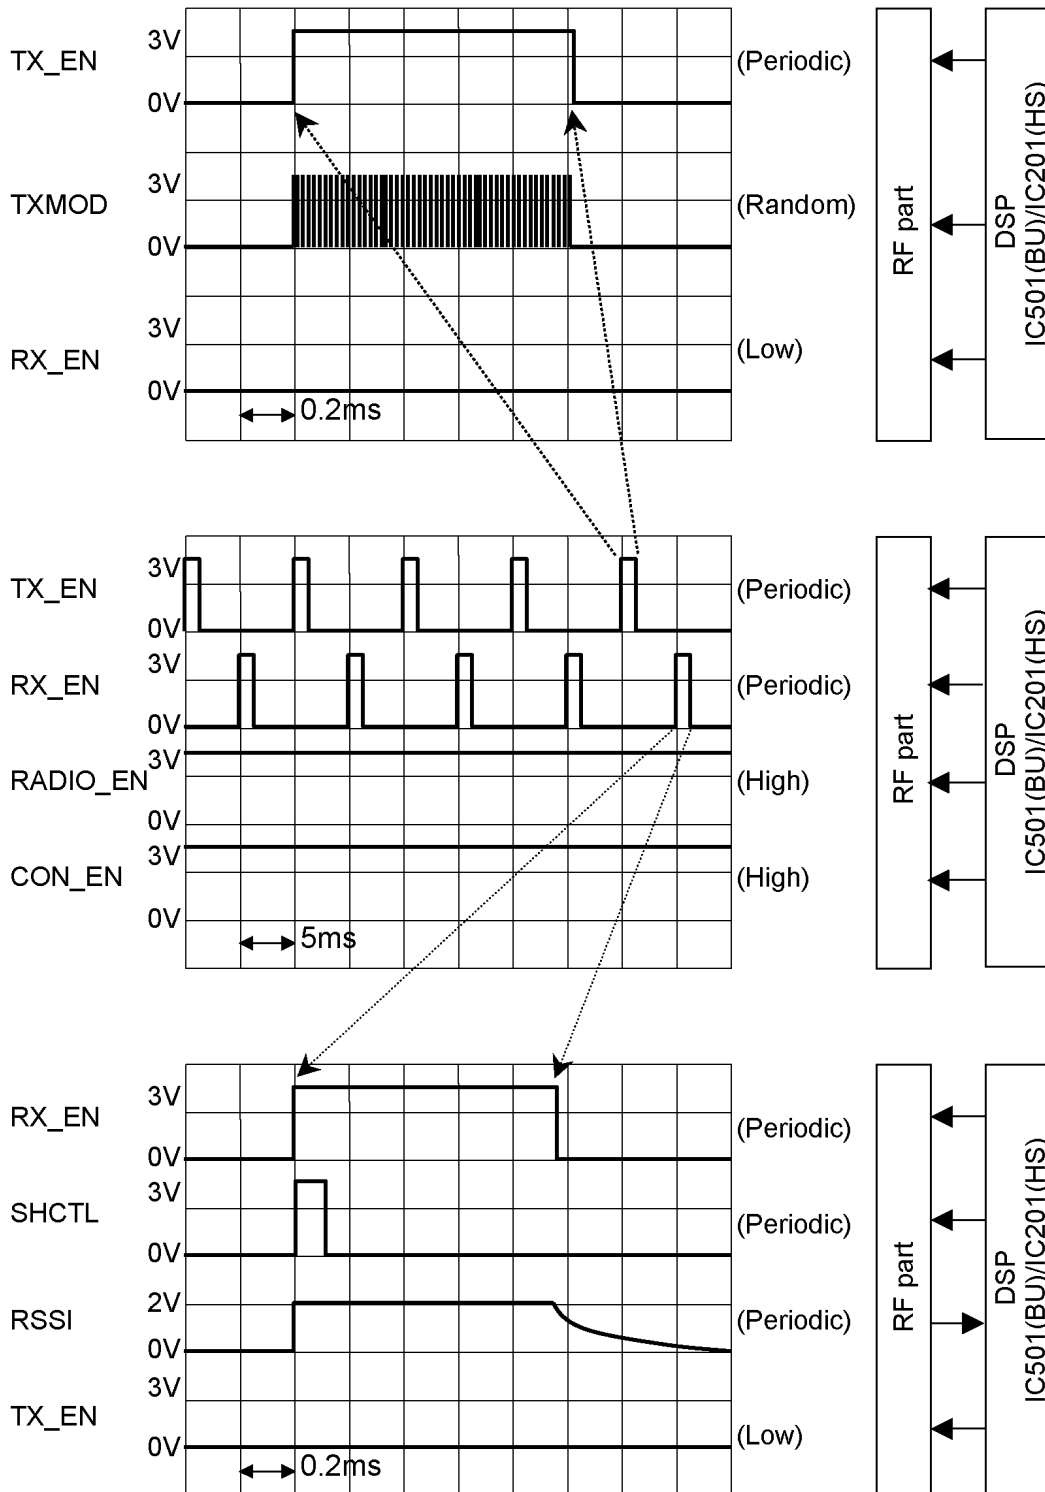 3V
TX_EN
(Periodic)
0V
3V
TXMOD
(Random)
0V
3V
RX_EN
(Low)
0V
0.2ms
RF part
DSP
IC501(BU)/IC201(HS)
3V
TX_EN
(Periodic)
0V
3V
RX_EN
(Periodic)
0V
3V
RADIO_EN
(High)
0V
3V
CON_EN
(High)
0V
5ms
RF part
DSP
IC501(BU)/IC201(HS)
3V
RX_EN
(Periodic)
0V
3V
SHCTL
(Periodic)
0V
2V
RSSI
(Periodic)
0V
3V
TX_EN
(Low)
0V
0.2ms
RF part
DSP
IC501(BU)/IC201(HS)